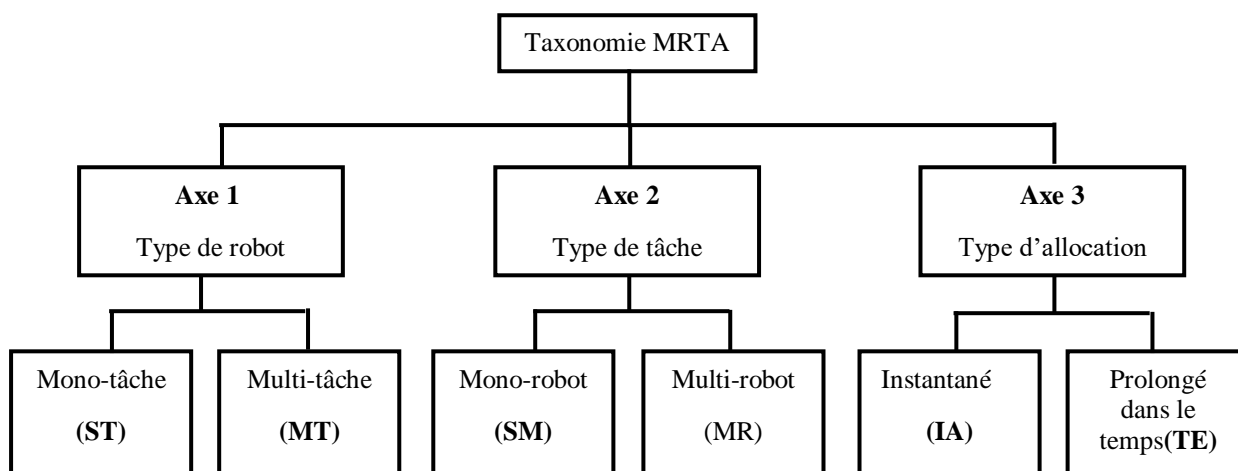 Taxonomie MRTA
Axe 1
Type de robot
Axe 2
Type de tâche
Axe 3
Type d’allocation
Mono-tâche
(ST)
Multi-tâche
(MT)
Mono-robot
(SM)
Multi-robot
(MR)
Instantané
(IA)
Prolongé
dans le
temps(TE)